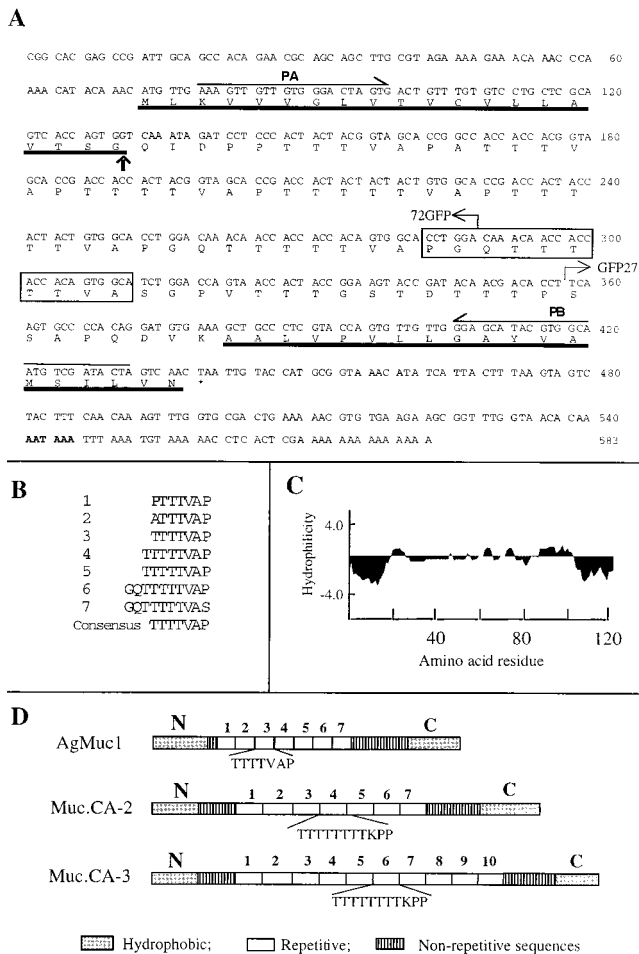 A
CGG CAC GAG CCG ATT GCA GCC ACA GAA CGC AGC AGC TTG CGT AGA AAA GAA ACA AAC CCA 60
PA
AAA CAT ACA AAC ATG TTG AAA GTT GTT GTG GGA CTA GTG ACT GTT TGT GTC CTG CTC GCA 120
M L K V V V G L V T V C V L L A
GTC ACC AGT GGT CAA ATA GAT CCT CCC ACT ACT ACG GTA GCA CCG GCC ACC ACC ACG GTA 180
V T S G Q I D P P T T T V A P A T T T V
GCA CCG ACC ACC ACT ACG GTA GCA CCG ACC ACT ACT ACT ACT GTG GCA CCG ACC ACT ACC 240
A P T T T T V A P T T T T T V A P T T T
72GFP
ACT ACT GTG GCA CCT GGA CAA ACA ACC ACC ACC ACA GTG GCA CCT GGA CAA ACA ACC ACC 300
T T V A P G Q T T T T T V A P G Q T T T
GFP27
ACC ACA GTG GCA TCT GGA CCA GTA ACC ACT ACC GGA AGT ACC GAT ACA ACG ACA CCT TCA 360
T T V A S G P V T T T G S T D T T T P S
PB
AGT GCC CCA CAG GAT GTG AAA GCT GCC CTC GTA CCA GTG TTG TTG GGA GCA TAC GTG GCA 420
S A P Q D V K A A L V P V L L G A Y V A
ATG TCG ATA CTA GTC AAC TAA TTG TAC CAT GCG GTA AAC ATA TCA TTA CTT TAA GTA GTC 480
M S I L V N *
TAC TTT CAA CAA AGT TTG GTG CGA CTG AAA AAC GTG TGA AGA AGC GGT TTG GTA ACA CAA 540
AAT AAA TTT AAA TGT AAA AAC CTC ACT CGA AAA AAA AAA AAA A 583
B
1 PTTTVAP
2 ATTTVAP
3 TTTTVAP
4 TTTTTVAP
5 TTTTTVAP
6 GQTTTTTVAP
7 GQTTTTTVAS
Consensus TTTTVAP
C
Hydrophilicity
4.0
-4.0
40 80 120
Amino acid residue
D
N C
1 2 3 4 5 6 7
AgMuc1
TTTTVAP
N C
1 2 3 4 5 6 7
Muc.CA-2
TTTTTTTTKPP
N C
1 2 3 4 5 6 7 8 9 10
Muc.CA-3
TTTTTTTTKPP
Hydrophobic; Repetitive; Non-repetitive sequences